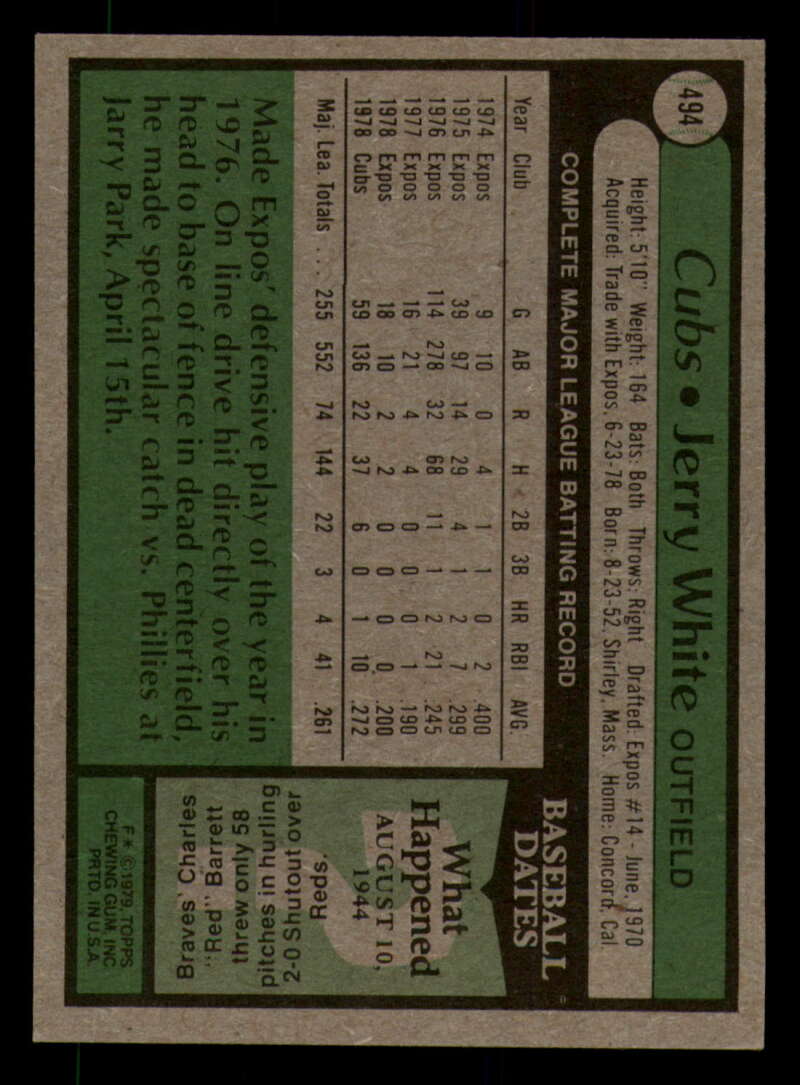 494
Cubs • Jerry White OUTFIELD
Height: 5'10" Weight: 164 Bats: Both Throws: Right Drafted: Expos #14 - June, 1970
Acquired: Trade with Expos, 6-23-78 Born: 8-23-52, Shirley, Mass. Home: Concord, Cal.
COMPLETE MAJOR LEAGUE BATTING RECORD
Year Club G AB R H 2B 3B HR RBI AVG.
1974 Expos 9 10 0 4 1 1 0 2 .400
1975 Expos 39 97 14 29 4 1 2 7 .299
1976 Expos 114 278 32 68 11 1 2 21 .245
1977 Expos 16 21 4 4 0 0 0 1 .190
1978 Expos 18 10 2 2 0 0 0 0 .200
1978 Cubs 59 136 22 37 6 0 1 10 .272
Maj. Lea. Totals ... 255 552 74 144 22 3 4 41 .261
Made Expos' defensive play of the year in
1976. On line drive hit directly over his
head to base of fence in dead centerfield,
he made spectacular catch vs. Phillies at
Jarry Park, April 15th.
BASEBALL
DATES
What
Happened
AUGUST 10,
1944
Braves' Charles
"Red" Barrett
threw only 58
pitches in hurling
2-0 Shutout over
Reds.
F* © 1979, TOPPS
CHEWING GUM, INC
PRTD. IN U.S.A.